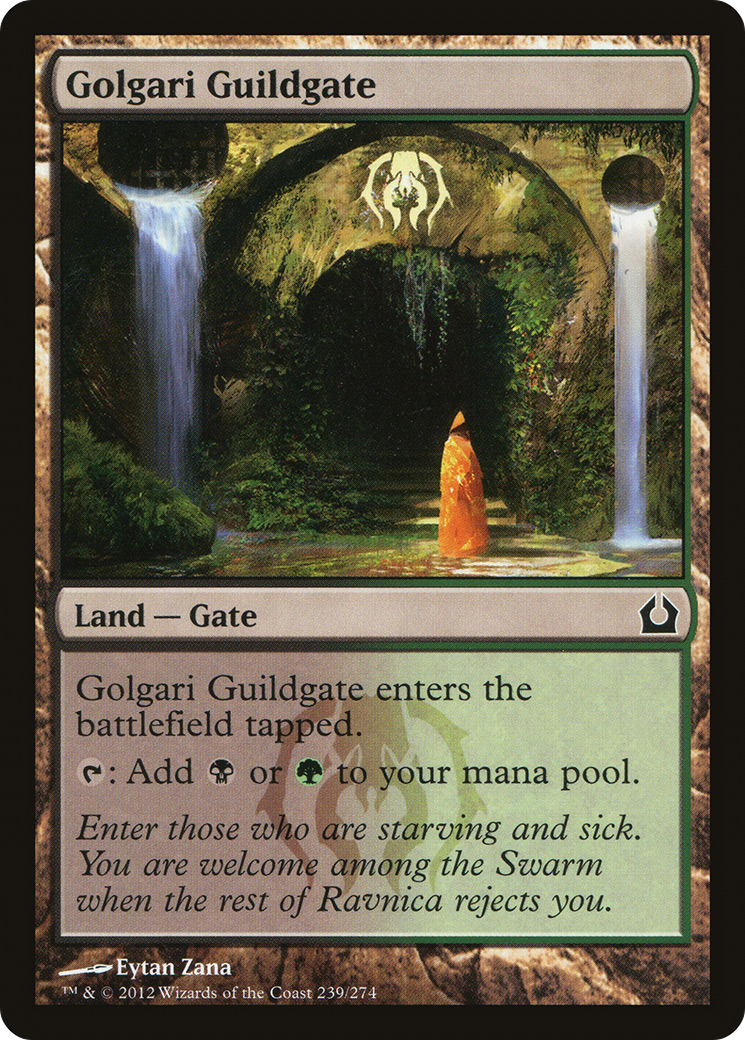 Golgari Guildgate
Land — Gate
Golgari Guildgate enters the
battlefield tapped.
: Add or to your mana pool.
Enter those who are starving and sick.
You are welcome among the Swarm
when the rest of Ravnica rejects you.
Eytan Zana
™ & © 2012 Wizards of the Coast 239/274